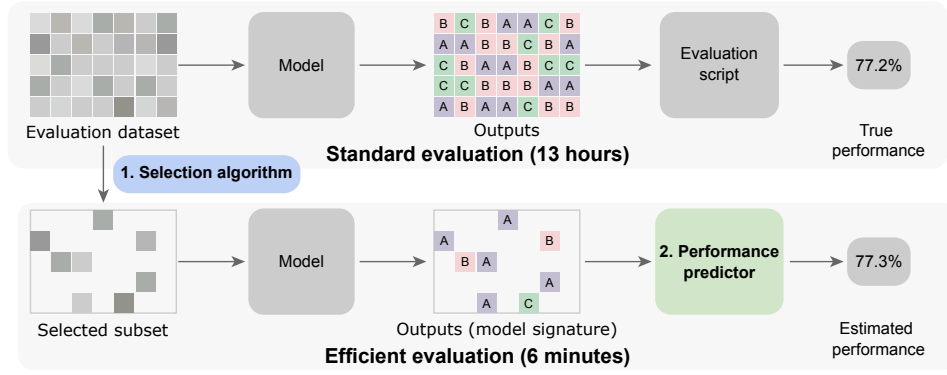 B C B A A C B
A A B B C B A
C B A A B C C
C C B B B A A
A B A A C B B
Model
Evaluation
script
77.2%
Evaluation dataset
Outputs
True
performance
Standard evaluation (13 hours)
1. Selection algorithm
A
A
B
B A
A
A C
Model
2. Performance
predictor
77.3%
Selected subset
Outputs (model signature)
Estimated
performance
Efficient evaluation (6 minutes)